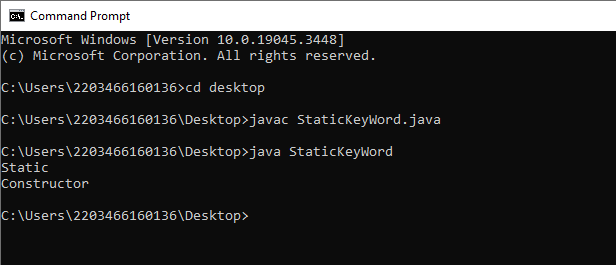 Command Prompt
Microsoft Windows [Version 10.0.19045.3448]
(c) Microsoft Corporation. All rights reserved.
C:\Users\2203466160136>cd desktop
C:\Users\2203466160136\Desktop>javac StaticKeyWord.java
C:\Users\2203466160136\Desktop>java StaticKeyWord
Static
Constructor
C:\Users\2203466160136\Desktop>